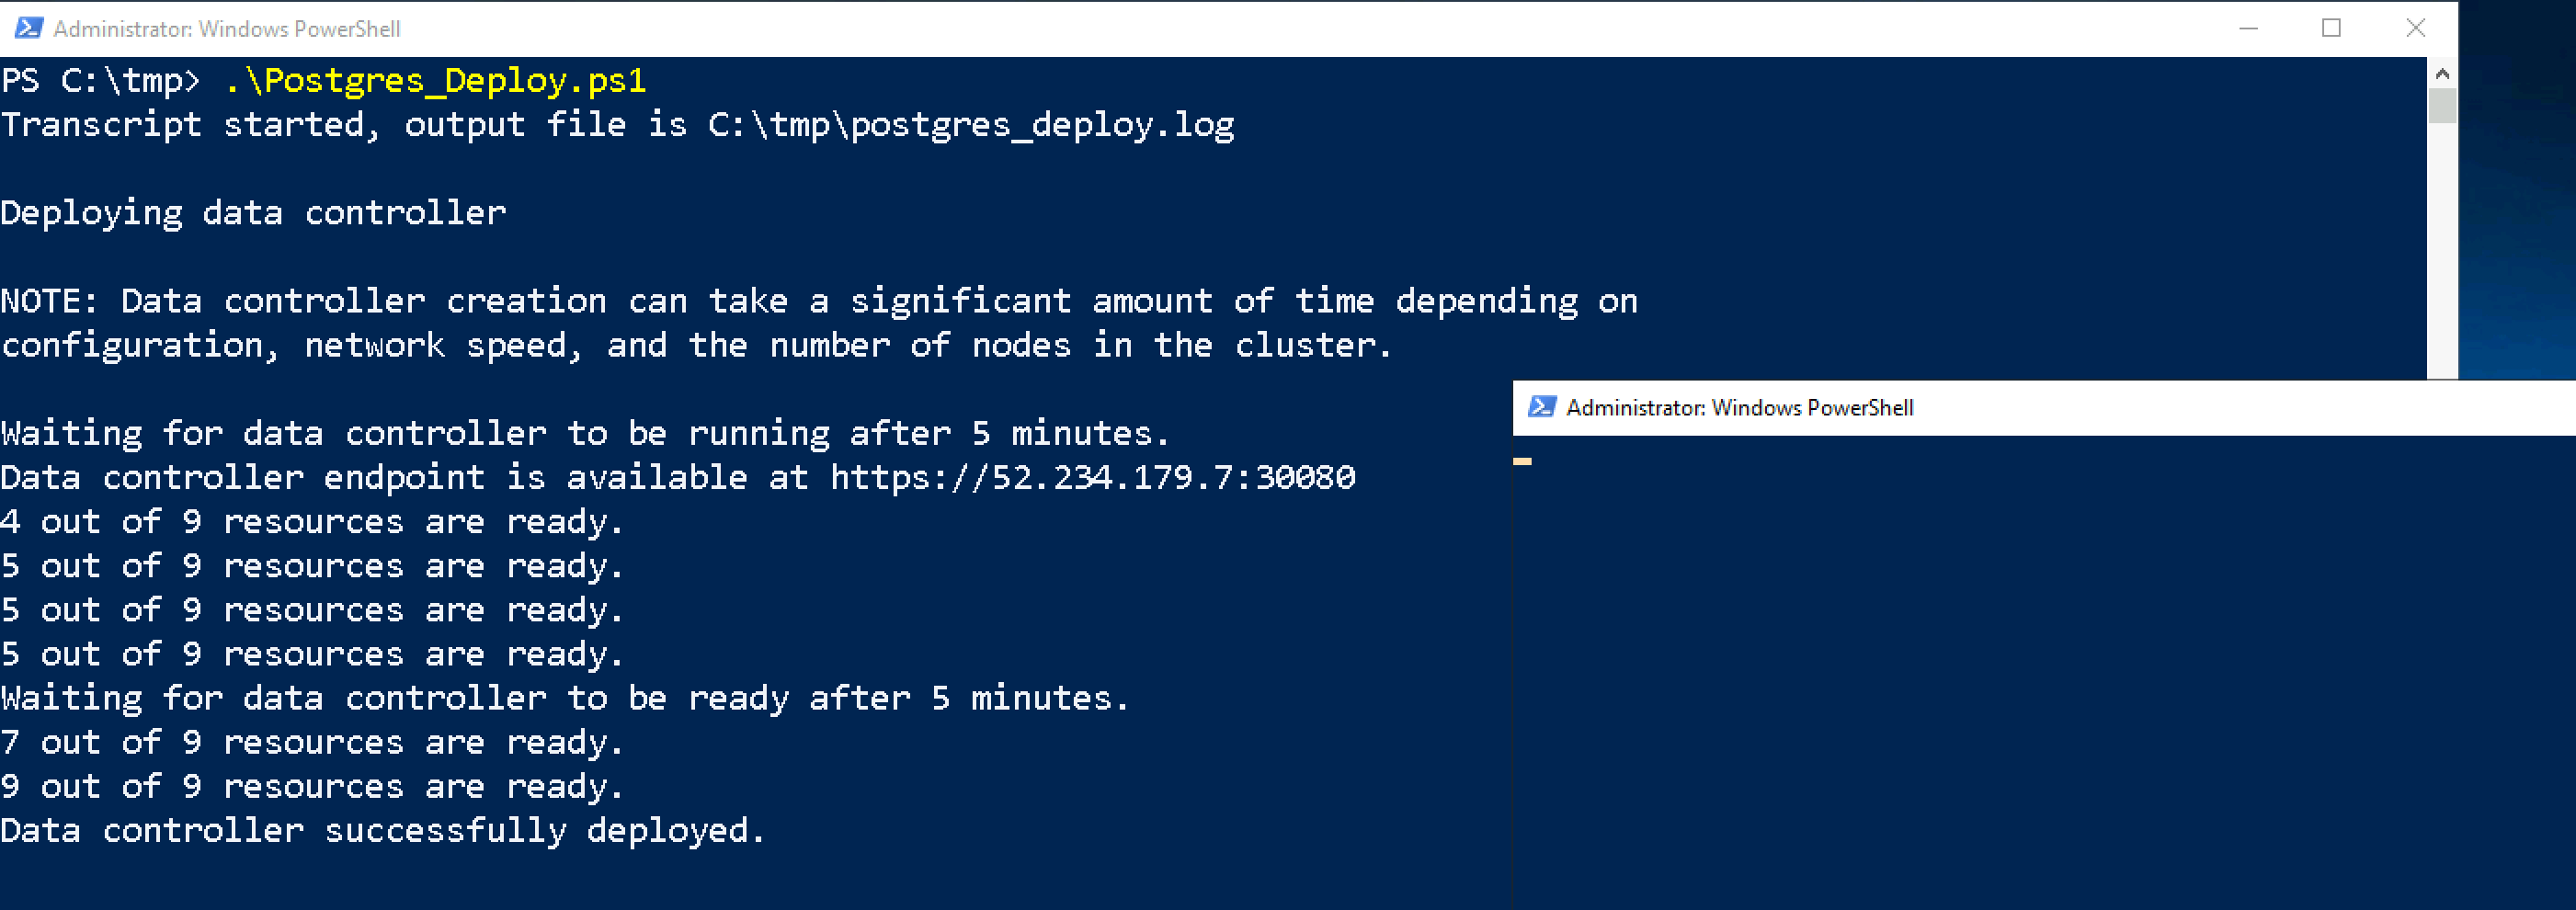 Administrator: Windows PowerShell
PS C:\tmp> .\Postgres_Deploy.ps1
Transcript started, output file is C:\tmp\postgres_deploy.log
Deploying data controller
NOTE: Data controller creation can take a significant amount of time depending on
configuration, network speed, and the number of nodes in the cluster.
Waiting for data controller to be running after 5 minutes.
Data controller endpoint is available at https://52.234.179.7:30080
4 out of 9 resources are ready.
5 out of 9 resources are ready.
5 out of 9 resources are ready.
5 out of 9 resources are ready.
Waiting for data controller to be ready after 5 minutes.
7 out of 9 resources are ready.
9 out of 9 resources are ready.
Data controller successfully deployed.
Administrator: Windows PowerShell